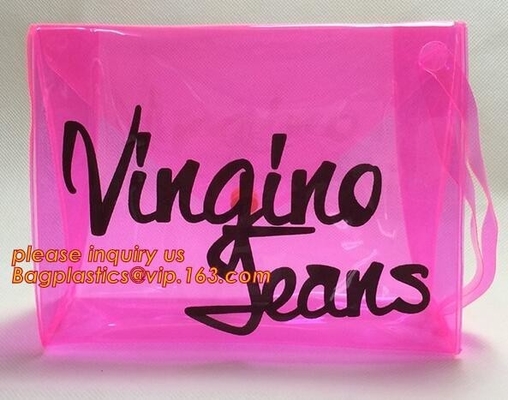 Vingino
Jeans
please inquiry us
Bagplastics@vip.163.com